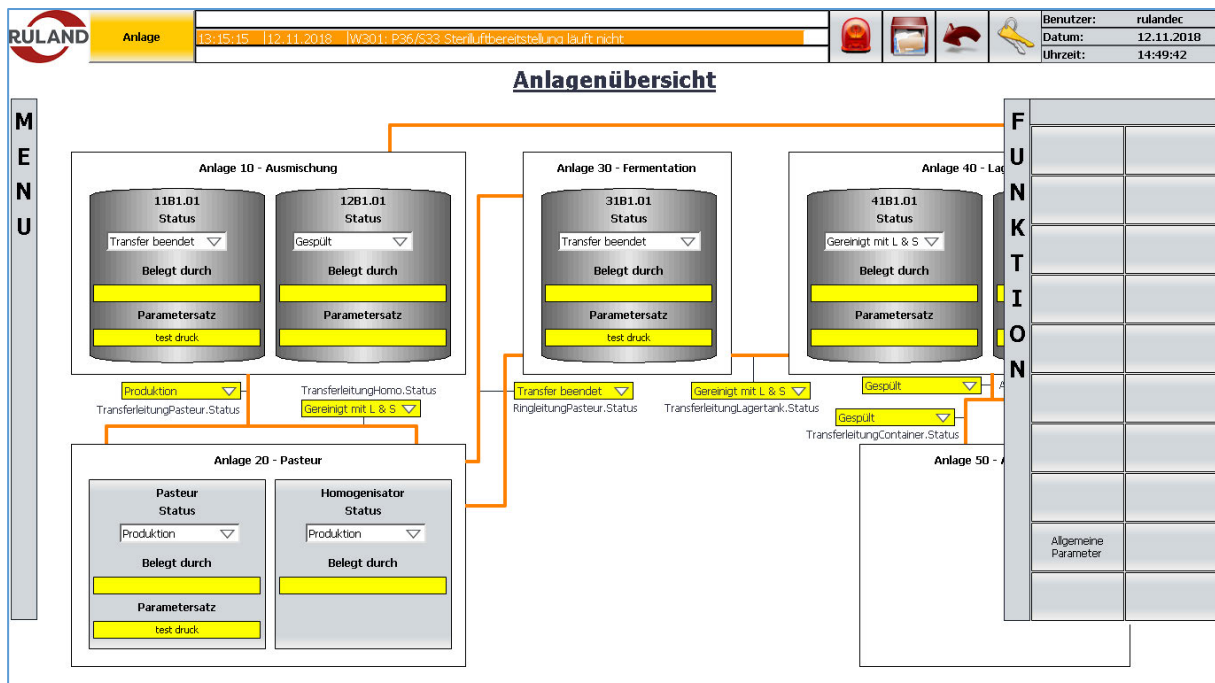 RULAND
Anlage
13:15:15 |12.11.2018 |W301: P36/S33 Sterilluftbereitstellung läuft nicht
Benutzer: rulandec
Datum: 12.11.2018
Uhrzeit: 14:49:42
Anlagenübersicht
MENU
FUNKTION
Anlage 10 - Ausmischung
11B1.01
Status
Transfer beendet
Belegt durch
Parametersatz
test druck
12B1.01
Status
Gespült
Belegt durch
Parametersatz
Anlage 30 - Fermentation
31B1.01
Status
Transfer beendet
Belegt durch
Parametersatz
test druck
Anlage 40 - Lag
41B1.01
Status
Gereinigt mit L & S
Belegt durch
Parametersatz
Produktion
TransferleitungPasteur.Status
TransferleitungHomo.Status
Gereinigt mit L & S
Transfer beendet
RingleitungPasteur.Status
Gereinigt mit L & S
TransferleitungLagertank.Status
Gespült
A
Gespült
TransferleitungContainer.Status
Anlage 20 - Pasteur
Pasteur
Status
Produktion
Belegt durch
Parametersatz
test druck
Homogenisator
Status
Produktion
Belegt durch
Anlage 50 - A
Allgemeine
Parameter